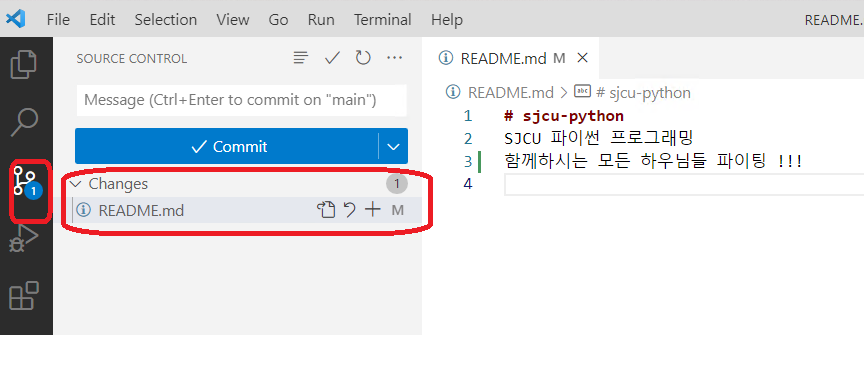 File Edit Selection View Go Run Terminal Help README.
SOURCE CONTROL
Message (Ctrl+Enter to commit on "main")
Commit
Changes 1
README.md M
1
README.md M
README.md > # sjcu-python
1 # sjcu-python
2 SJCU 파이썬 프로그래밍
3 함께하시는 모든 하우님들 파이팅 !!!
4